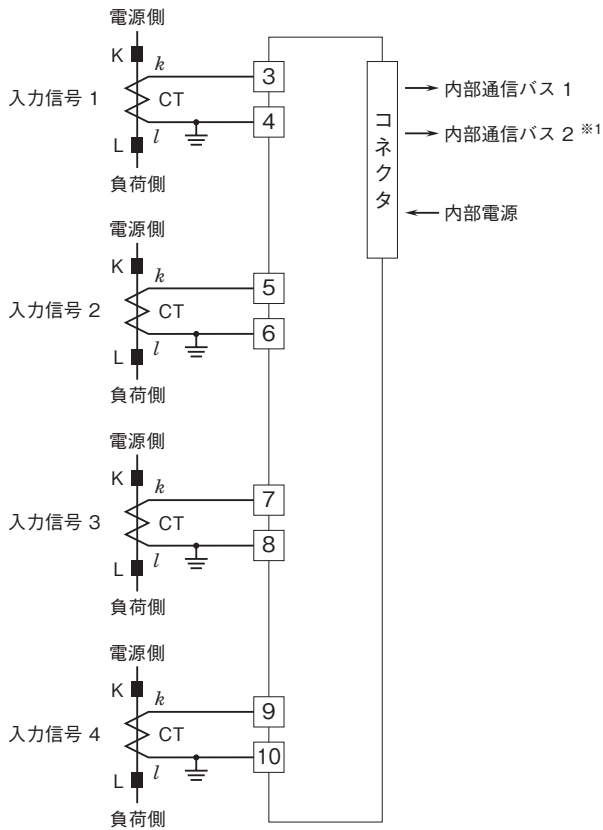 電源側
K
k
入力信号 1
CT
3
4
L
l
負荷側
コネクタ
内部通信バス 1
内部通信バス 2 ※1
内部電源
電源側
K
k
入力信号 2
CT
5
6
L
l
負荷側
電源側
K
k
入力信号 3
CT
7
8
L
l
負荷側
電源側
K
k
入力信号 4
CT
9
10
L
l
負荷側